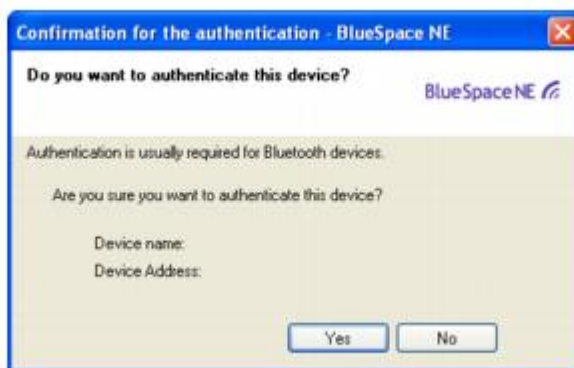 Confirmation for the authentication - BlueSpace NE
Do you want to authenticate this device?
BlueSpace NE
Authentication is usually required for Bluetooth devices.
Are you sure you want to authenticate this device?
Device name:
Device Address:
Yes
No